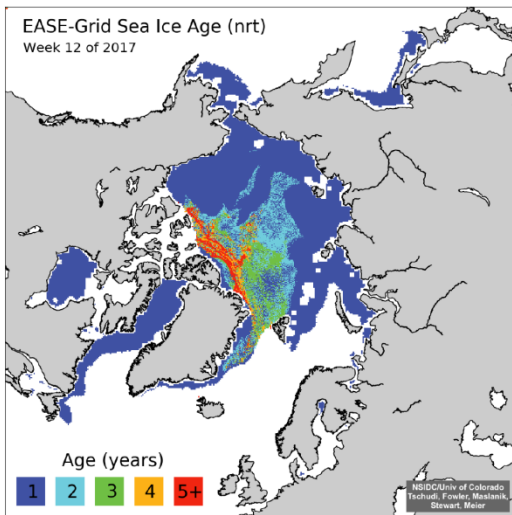 EASE-Grid Sea Ice Age (nrt)
Week 12 of 2017
Age (years)
1 2 3 4 5+
NSIDC/Univ of Colorado
Tschudi, Fowler, Maslanik,
Stewart, Meier